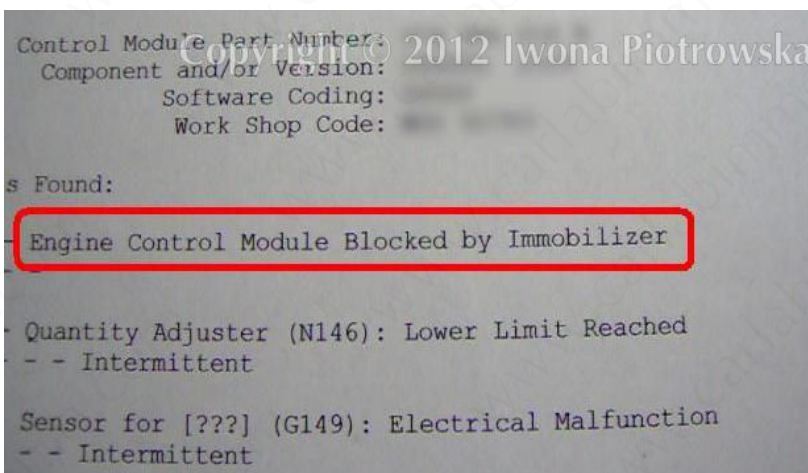 Control Module Part Number:
Copyright © 2012 Iwona Piotrowska
Component and/or Version:
Software Coding:
Work Shop Code:
s Found:
- Engine Control Module Blocked by Immobilizer
- -
- Quantity Adjuster (N146): Lower Limit Reached
- - - Intermittent
Sensor for [???] (G149): Electrical Malfunction
- - Intermittent